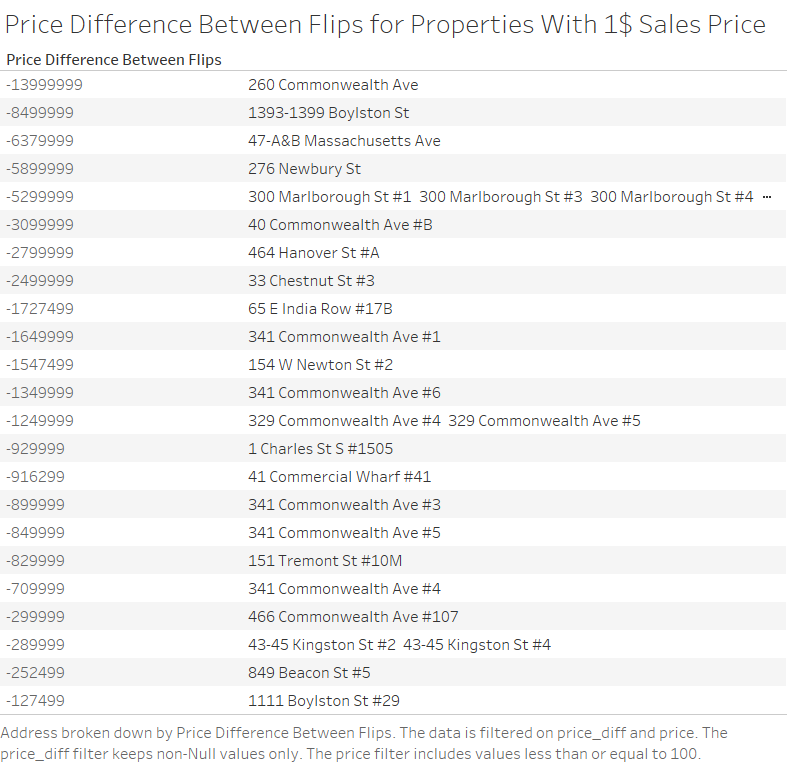 Price Difference Between Flips for Properties With 1$ Sales Price
Price Difference Between Flips
-13999999 260 Commonwealth Ave
-8499999 1393-1399 Boylston St
-6379999 47-A&B Massachusetts Ave
-5899999 276 Newbury St
-5299999 300 Marlborough St #1 300 Marlborough St #3 300 Marlborough St #4 ...
-3099999 40 Commonwealth Ave #B
-2799999 464 Hanover St #A
-2499999 33 Chestnut St #3
-1727499 65 E India Row #17B
-1649999 341 Commonwealth Ave #1
-1547499 154 W Newton St #2
-1349999 341 Commonwealth Ave #6
-1249999 329 Commonwealth Ave #4 329 Commonwealth Ave #5
-929999 1 Charles St S #1505
-916299 41 Commercial Wharf #41
-899999 341 Commonwealth Ave #3
-849999 341 Commonwealth Ave #5
-829999 151 Tremont St #10M
-709999 341 Commonwealth Ave #4
-299999 466 Commonwealth Ave #107
-289999 43-45 Kingston St #2 43-45 Kingston St #4
-252499 849 Beacon St #5
-127499 1111 Boylston St #29
Address broken down by Price Difference Between Flips. The data is filtered on price_diff and price. The
price_diff filter keeps non-Null values only. The price filter includes values less than or equal to 100.